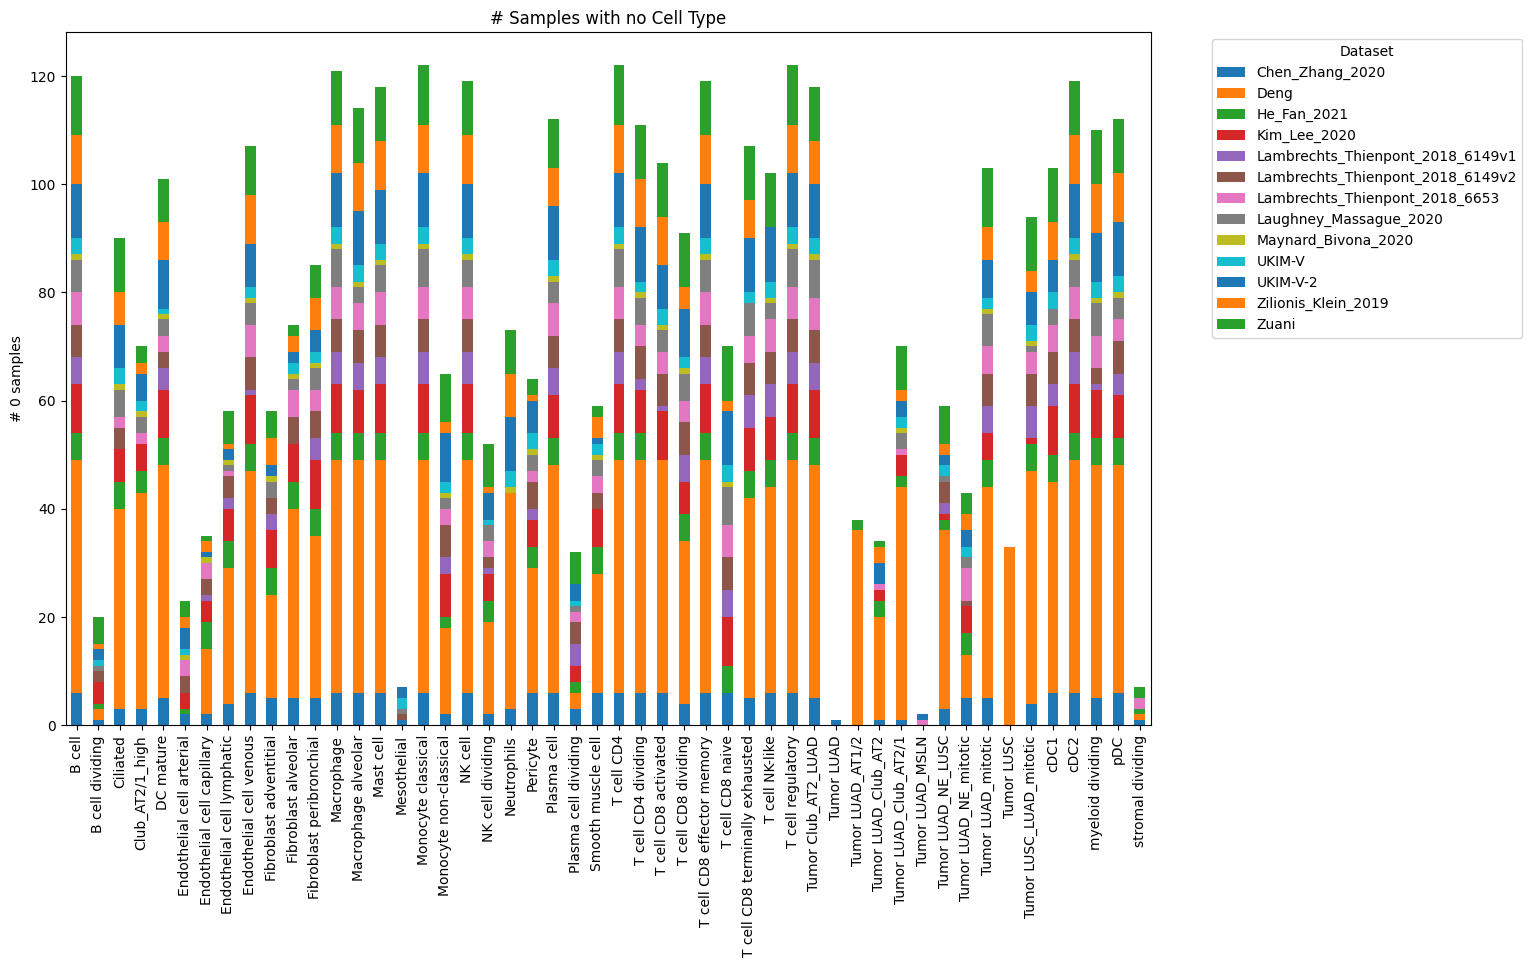 # Samples with no Cell Type
# 0 samples
120
100
80
60
40
20
0
B cell
B cell dividing
Ciliated
Club_AT2/1_high
DC mature
Endothelial cell arterial
Endothelial cell capillary
Endothelial cell lymphatic
Endothelial cell venous
Fibroblast adventitial
Fibroblast alveolar
Fibroblast peribronchial
Macrophage
Macrophage alveolar
Mast cell
Mesothelial
Monocyte classical
Monocyte non-classical
NK cell
NK cell dividing
Neutrophils
Pericyte
Plasma cell
Plasma cell dividing
Smooth muscle cell
T cell CD4
T cell CD4 dividing
T cell CD8 activated
T cell CD8 dividing
T cell CD8 effector memory
T cell CD8 naive
T cell CD8 terminally exhausted
T cell NK-like
T cell regulatory
Tumor Club_AT2_LUAD
Tumor LUAD
Tumor LUAD_AT1/2
Tumor LUAD_Club_AT2
Tumor LUAD_Club_AT2/1
Tumor LUAD_MSLN
Tumor LUAD_NE_LUSC
Tumor LUAD_NE_mitotic
Tumor LUAD_mitotic
Tumor LUSC
Tumor LUSC_LUAD_mitotic
cDC1
cDC2
myeloid dividing
pDC
stromal dividing
Dataset
Chen_Zhang_2020
Deng
He_Fan_2021
Kim_Lee_2020
Lambrechts_Thienpont_2018_6149v1
Lambrechts_Thienpont_2018_6149v2
Lambrechts_Thienpont_2018_6653
Laughney_Massague_2020
Maynard_Bivona_2020
UKIM-V
UKIM-V-2
Zilionis_Klein_2019
Zuani